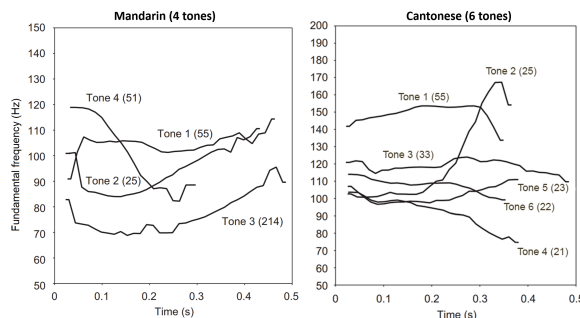 Mandarin (4 tones)
Fundamental frequency (Hz)
150
140
130
120
110
100
90
80
70
60
50
Tone 4 (51)
Tone 1 (55)
Tone 2 (25)
Tone 3 (214)
0 0.1 0.2 0.3 0.4 0.5
Time (s)
Cantonese (6 tones)
200
190
180
170
160
150
140
130
120
110
100
90
80
70
60
50
Tone 2 (25)
Tone 1 (55)
Tone 3 (33)
Tone 5 (23)
Tone 6 (22)
Tone 4 (21)
0 0.1 0.2 0.3 0.4 0.5
Time (s)